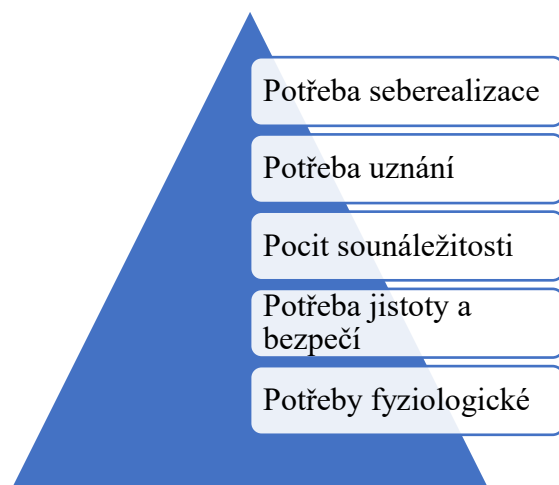 Potřeba seberealizace
Potřeba uznání
Pocit sounáležitosti
Potřeba jistoty a
bezpečí
Potřeby fyziologické